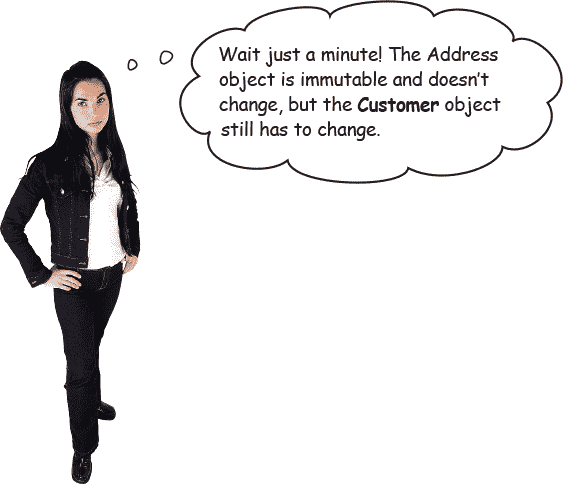 Wait just a minute! The Address
object is immutable and doesn't
change, but the Customer object
still has to change.